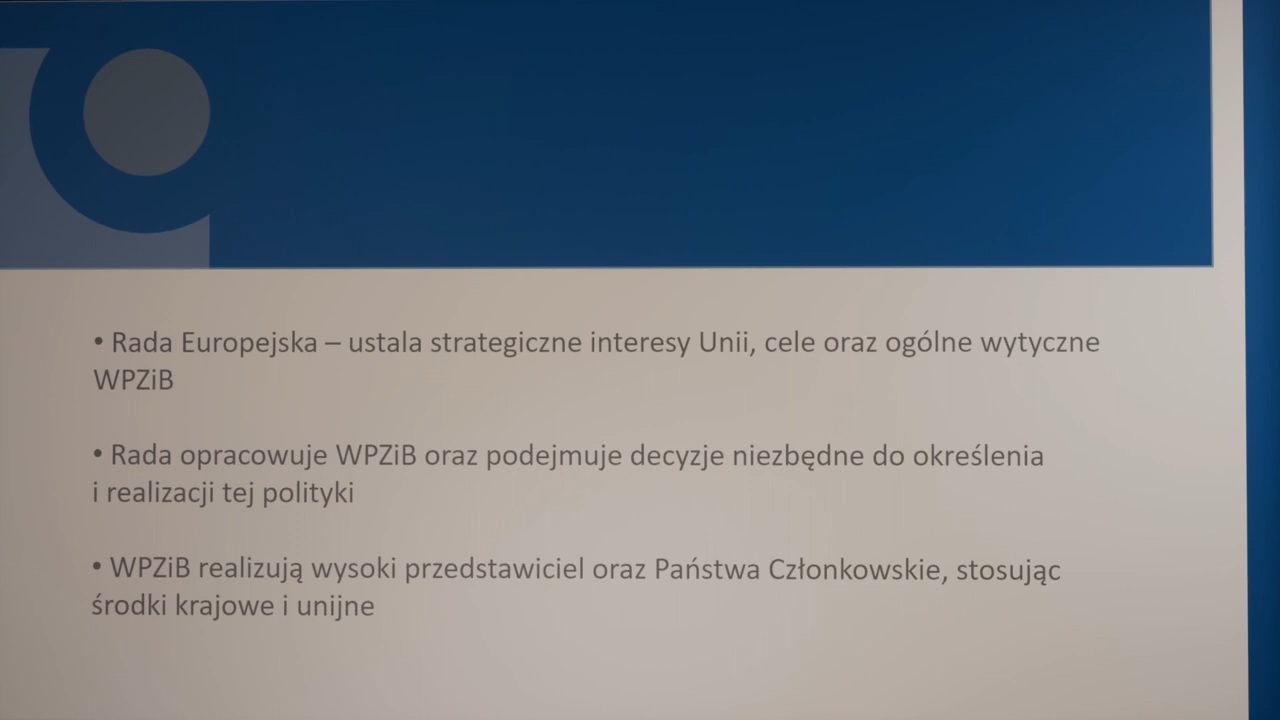 • Rada Europejska – ustala strategiczne interesy Unii, cele oraz ogólne wytyczne
WPZiB
• Rada opracowuje WPZiB oraz podejmuje decyzje niezbędne do określenia
i realizacji tej polityki
• WPZiB realizują wysoki przedstawiciel oraz Państwa Członkowskie, stosując
środki krajowe i unijne